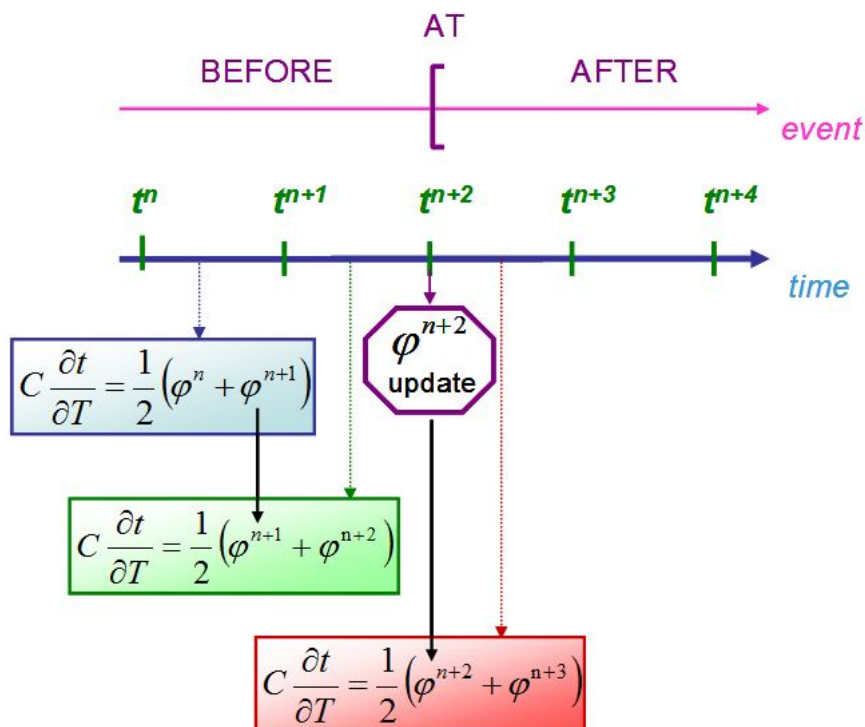 AT
BEFORE AFTER
event
tⁿ tⁿ⁺¹ tⁿ⁺² tⁿ⁺³ tⁿ⁺⁴
time
φⁿ⁺²
update
C ∂t/∂T = 1/2 (φⁿ + φⁿ⁺¹)
C ∂t/∂T = 1/2 (φⁿ⁺¹ + φⁿ⁺²)
C ∂t/∂T = 1/2 (φⁿ⁺² + φⁿ⁺³)